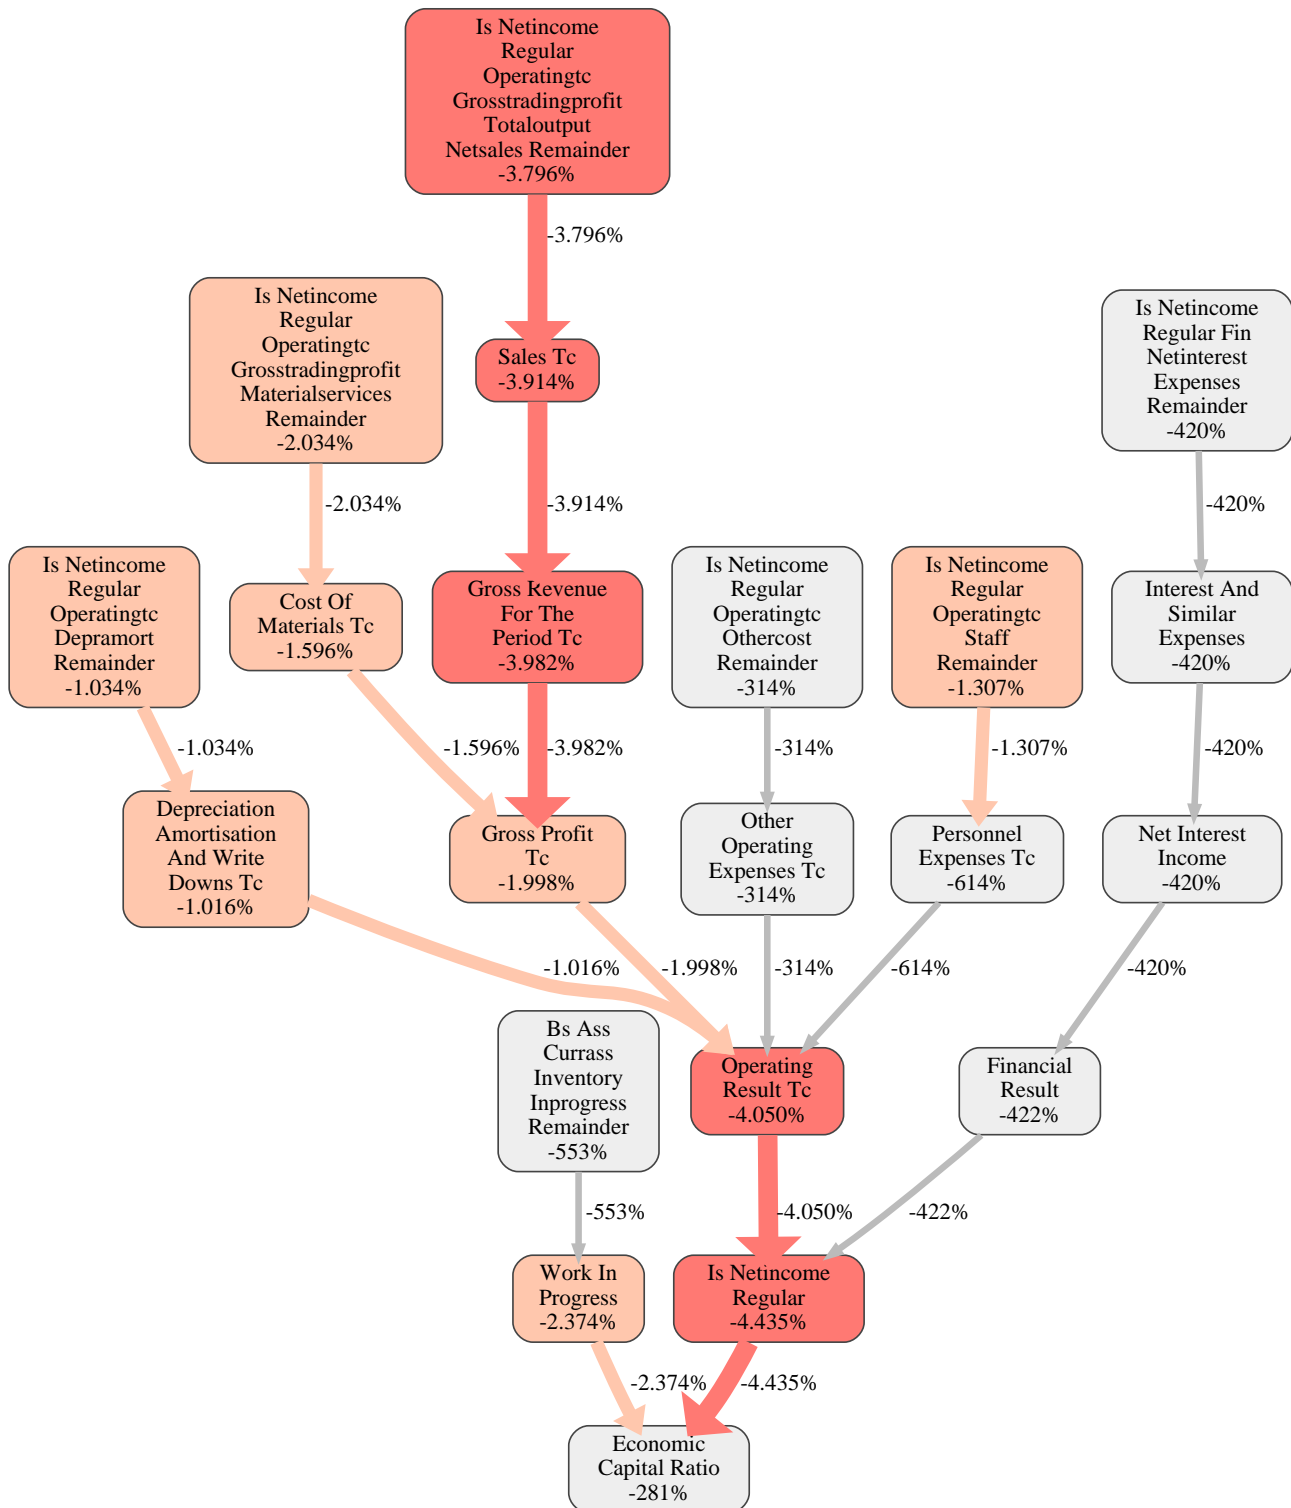 Is Netincome
Regular
Operatingtc
Grosstradingprofit
Totaloutput
Netsales Remainder
-3.796%
-3.796%
Is Netincome
Regular
Operatingtc
Grosstradingprofit
Materialservices
Remainder
-2.034%
Sales Tc
-3.914%
Is Netincome
Regular Fin
Netinterest
Expenses
Remainder
-420%
-2.034%
-3.914%
-420%
Is Netincome
Regular
Operatingtc
Depramort
Remainder
-1.034%
Cost Of
Materials Tc
-1.596%
Gross Revenue
For The
Period Tc
-3.982%
Is Netincome
Regular
Operatingtc
Othercost
Remainder
-314%
Is Netincome
Regular
Operatingtc
Staff
Remainder
-1.307%
Interest And
Similar
Expenses
-420%
-1.034%
-1.596%
-3.982%
-314%
-1.307%
-420%
Depreciation
Amortisation
And Write
Downs Tc
-1.016%
Gross Profit
Tc
-1.998%
Other
Operating
Expenses Tc
-314%
Personnel
Expenses Tc
-614%
Net Interest
Income
-420%
-1.016%
-1.998%
-314%
-614%
-420%
Bs Ass
Currass
Inventory
Inprogress
Remainder
-553%
Operating
Result Tc
-4.050%
Financial
Result
-422%
-553%
-4.050%
-422%
Work In
Progress
-2.374%
Is Netincome
Regular
-4.435%
-2.374%
-4.435%
Economic
Capital Ratio
-281%